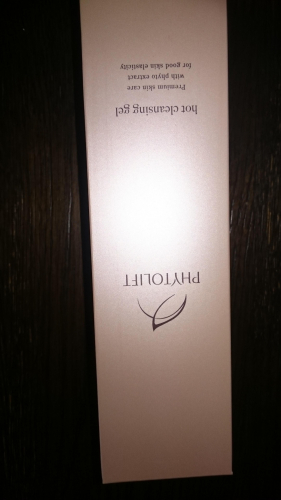 PHYTOLIFT
hot cleansing gel
Premium skin care
with phyto extract
for good skin elasticity